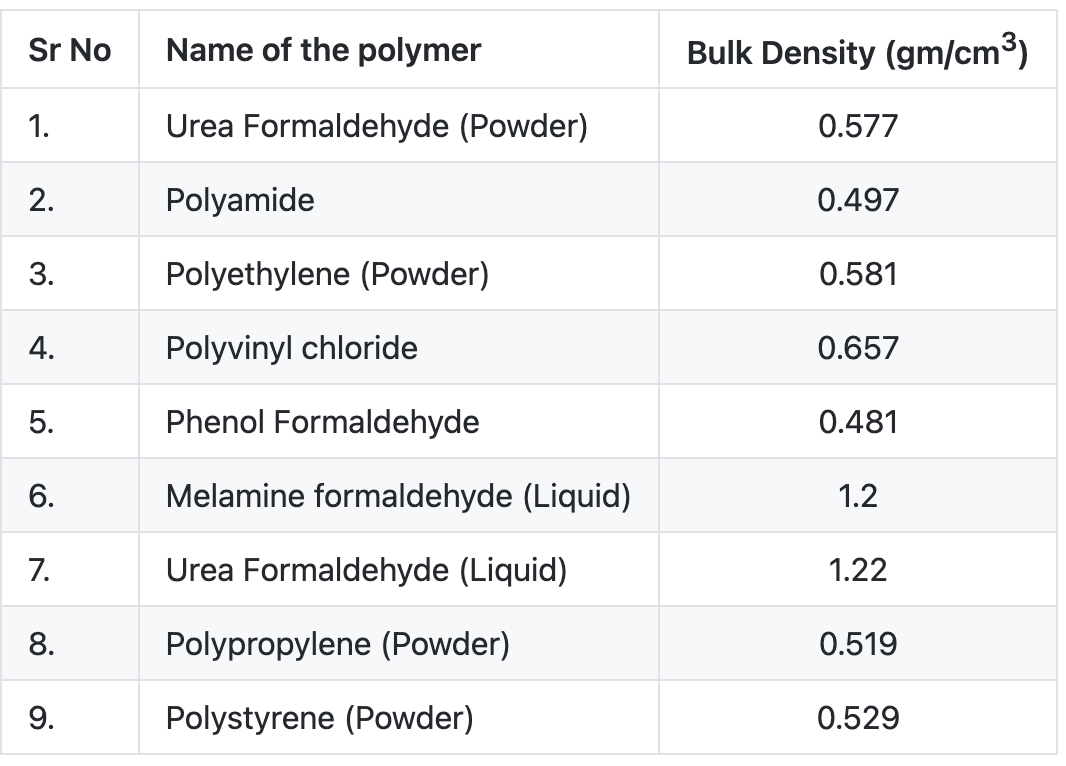 Sr No Name of the polymer Bulk Density (gm/cm³)
1. Urea Formaldehyde (Powder) 0.577
2. Polyamide 0.497
3. Polyethylene (Powder) 0.581
4. Polyvinyl chloride 0.657
5. Phenol Formaldehyde 0.481
6. Melamine formaldehyde (Liquid) 1.2
7. Urea Formaldehyde (Liquid) 1.22
8. Polypropylene (Powder) 0.519
9. Polystyrene (Powder) 0.529